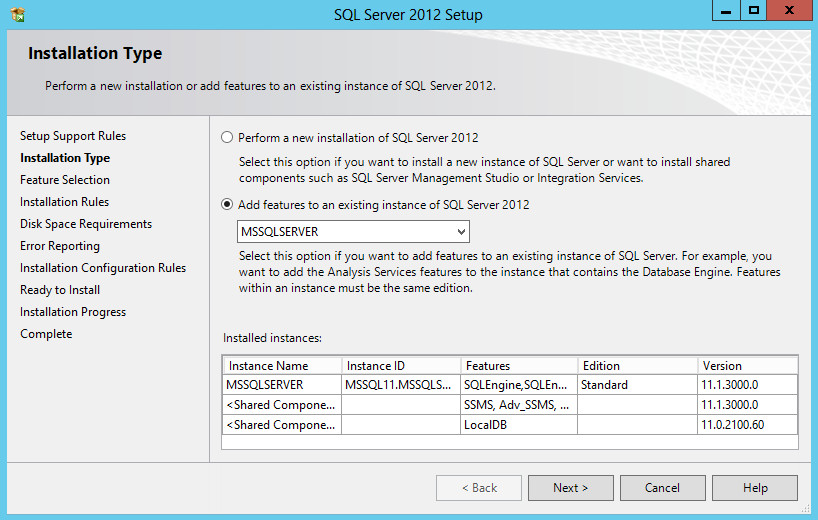 SQL Server 2012 Setup
Installation Type
Perform a new installation or add features to an existing instance of SQL Server 2012.
Setup Support Rules
Installation Type
Feature Selection
Installation Rules
Disk Space Requirements
Error Reporting
Installation Configuration Rules
Ready to Install
Installation Progress
Complete
Perform a new installation of SQL Server 2012
Select this option if you want to install a new instance of SQL Server or want to install shared
components such as SQL Server Management Studio or Integration Services.
Add features to an existing instance of SQL Server 2012
MSSQLSERVER
Select this option if you want to add features to an existing instance of SQL Server. For example, you
want to add the Analysis Services features to the instance that contains the Database Engine. Features
within an instance must be the same edition.
Installed instances:
Instance Name Instance ID Features Edition Version
MSSQLSERVER MSSQL11.MSSQLS... SQLEngine,SQLEn... Standard 11.1.3000.0
<Shared Compone... SSMS, Adv_SSMS, ... 11.1.3000.0
<Shared Compone... LocalDB 11.0.2100.60
< Back Next > Cancel Help